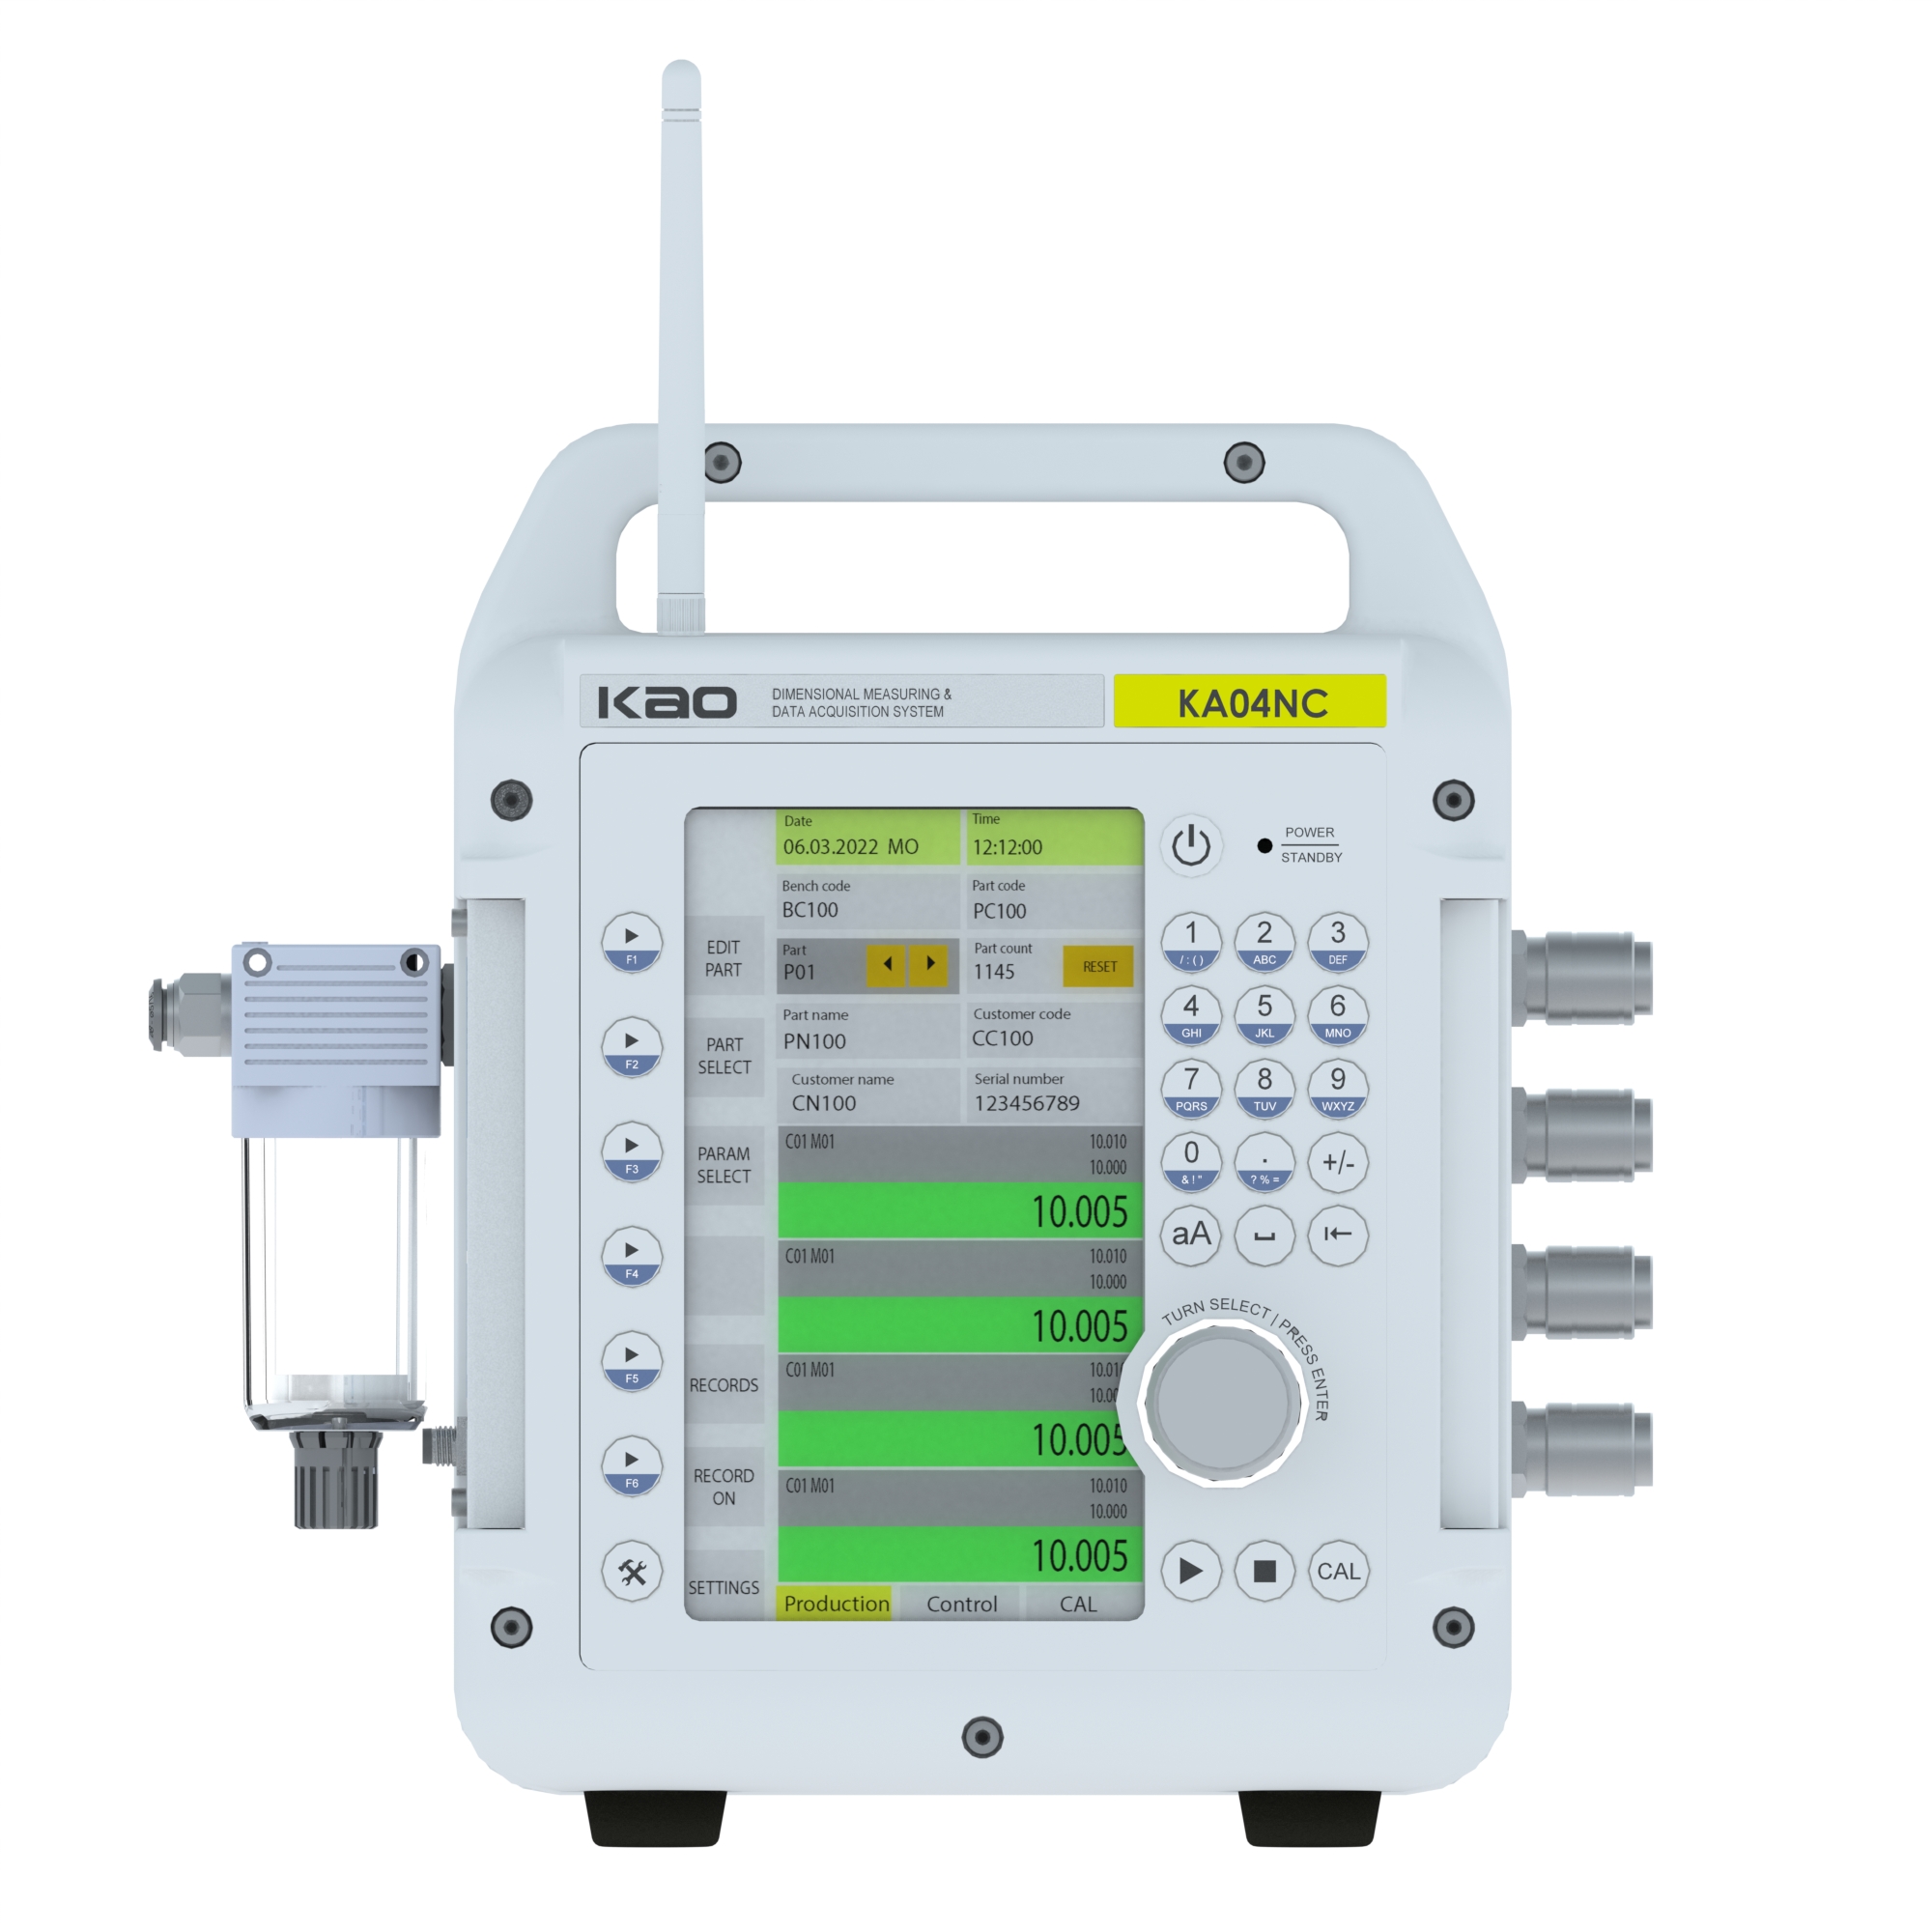 Kao
DIMENSIONAL MEASURING &
DATA ACQUISITION SYSTEM
KA04NC
Date
06.03.2022 MO
Time
12:12:00
POWER
STANDBY
Bench code
BC100
Part code
PC100
EDIT
PART
Part
P01
Part count
1145
RESET
Part name
PN100
Customer code
CC100
PART
SELECT
Customer name
CN100
Serial number
123456789
PARAM
SELECT
C01 M01
10.010
10.000
10.005
C01 M01
10.010
10.000
10.005
RECORDS
C01 M01
10.005
RECORD
ON
C01 M01
10.010
10.000
10.005
SETTINGS
Production
Control
CAL
F1
F2
F3
F4
F5
F6
1
/ : ( )
2
ABC
3
DEF
4
GHI
5
JKL
6
MNO
7
PQRS
8
TUV
9
WXYZ
0
& ! "
.
? % =
+/-
aA
TURN SELECT | PRESS ENTER
CAL